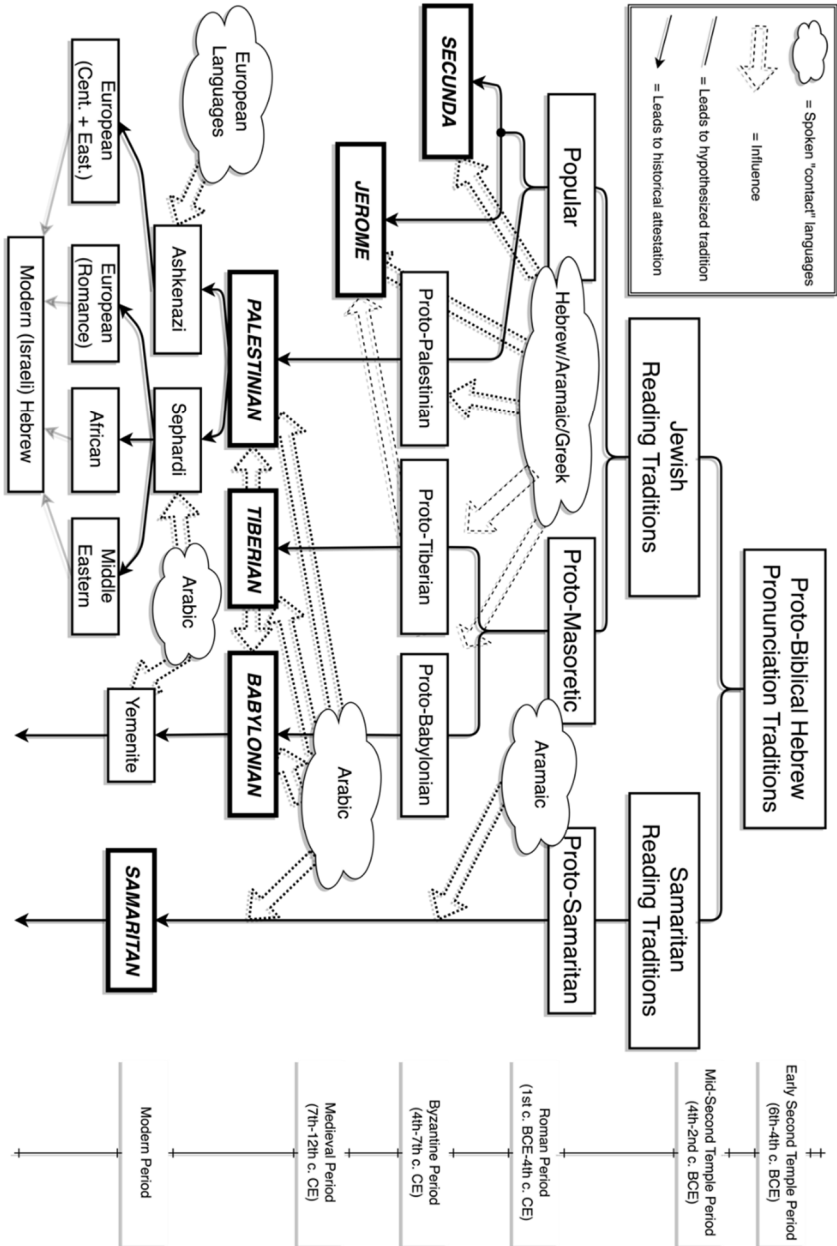 = Spoken "contact" languages
= Influence
= Leads to hypothesized tradition
= Leads to historical attestation
Proto-Biblical Hebrew
Pronunciation Traditions
Jewish
Reading Traditions
Samaritan
Reading Traditions
Popular
Proto-Masoretic
Proto-Samaritan
Hebrew/Aramaic/Greek
Aramaic
SECUNDA
Proto-Palestinian
Proto-Tiberian
Proto-Babylonian
JEROME
Arabic
PALESTINIAN
TIBERIAN
BABYLONIAN
European
Languages
Ashkenazi
Sephardi
Arabic
Yemenite
SAMARITAN
European
(Cent. + East.)
European
(Romance)
African
Middle
Eastern
Modern (Israeli) Hebrew
Early Second Temple Period
(6th-4th c. BCE)
Mid-Second Temple Period
(4th-2nd c. BCE)
Roman Period
(1st c. BCE-4th c. CE)
Byzantine Period
(4th-7th c. CE)
Medieval Period
(7th-12th c. CE)
Modern Period